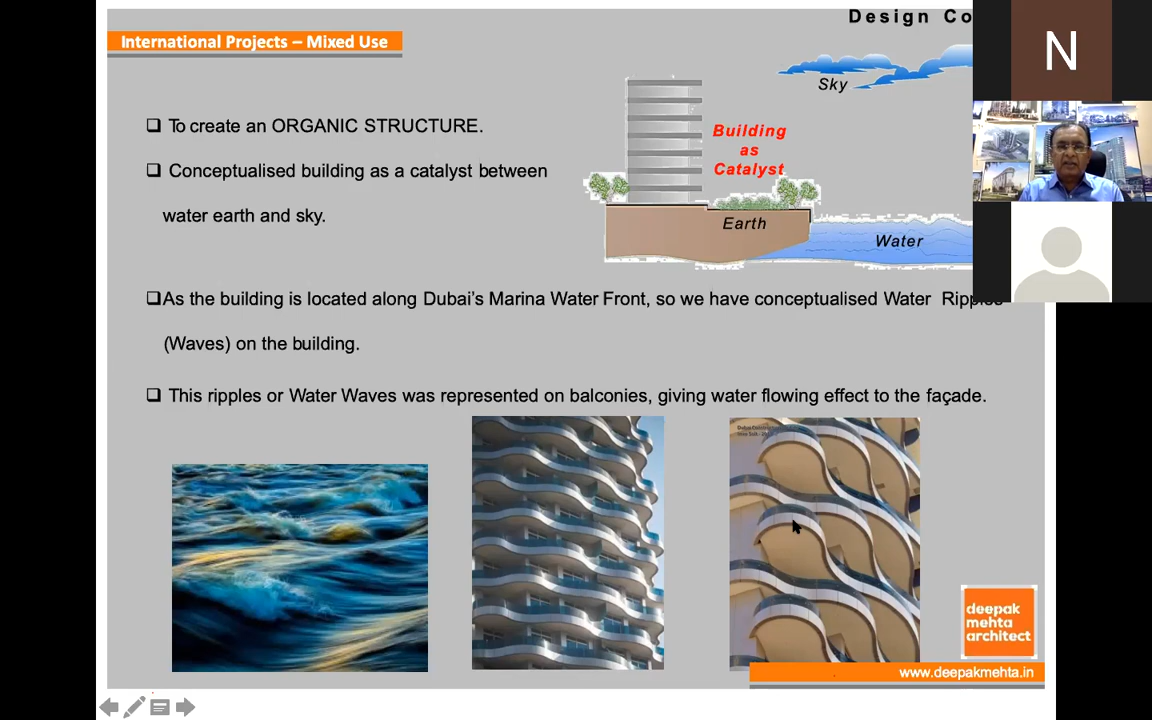 Design Co
International Projects – Mixed Use
N
Sky
To create an ORGANIC STRUCTURE.
Building
as
Catalyst
Conceptualised building as a catalyst between
water earth and sky.
Earth
Water
As the building is located along Dubai's Marina Water Front, so we have conceptualised Water Ripples
(Waves) on the building.
This ripples or Water Waves was represented on balconies, giving water flowing effect to the façade.
deepak
mehta
architect
www.deepakmehta.in